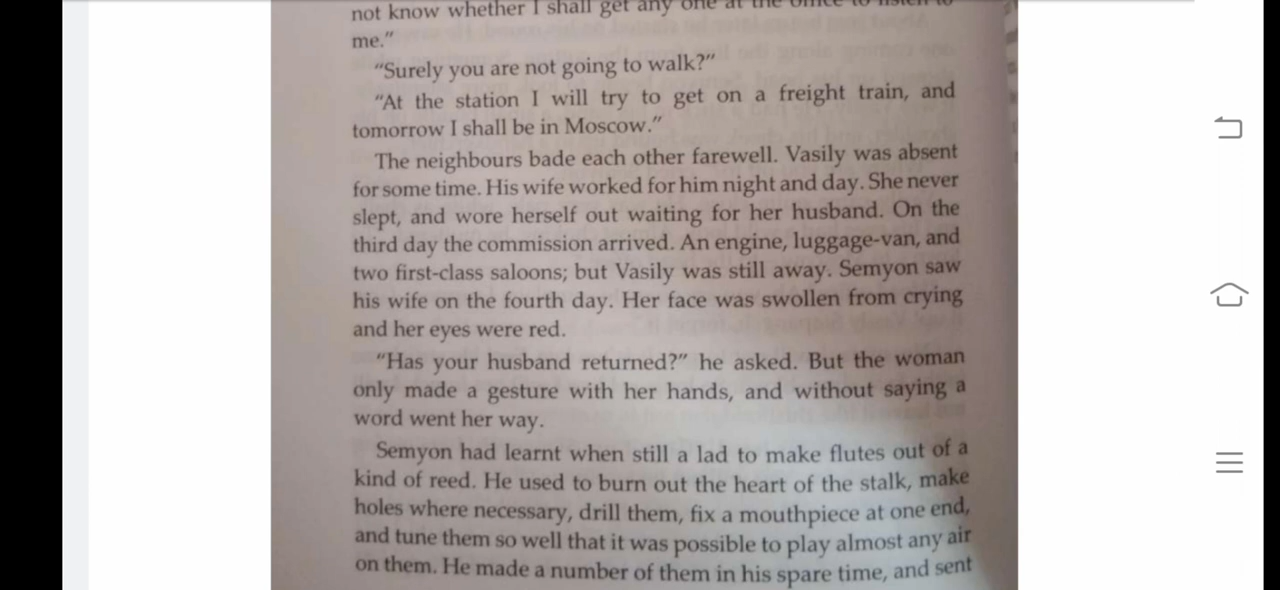 not know whether I shall get any one at the office to listen to
me."
"Surely you are not going to walk?"
"At the station I will try to get on a freight train, and
tomorrow I shall be in Moscow."
The neighbours bade each other farewell. Vasily was absent
for some time. His wife worked for him night and day. She never
slept, and wore herself out waiting for her husband. On the
third day the commission arrived. An engine, luggage-van, and
two first-class saloons; but Vasily was still away. Semyon saw
his wife on the fourth day. Her face was swollen from crying
and her eyes were red.
"Has your husband returned?" he asked. But the woman
only made a gesture with her hands, and without saying a
word went her way.
Semyon had learnt when still a lad to make flutes out of a
kind of reed. He used to burn out the heart of the stalk, make
holes where necessary, drill them, fix a mouthpiece at one end,
and tune them so well that it was possible to play almost any air
on them. He made a number of them in his spare time, and sent